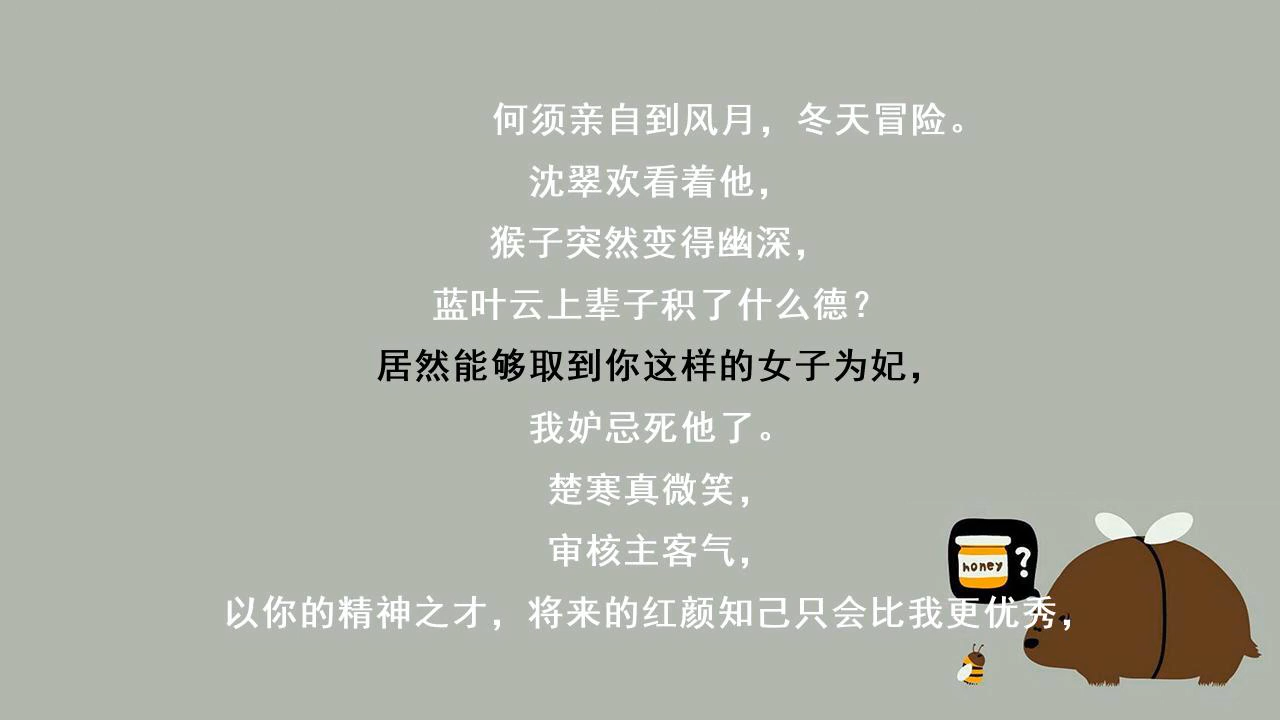 何须亲自到风月，冬天冒险。
沈翠欢看着他，
猴子突然变得幽深，
蓝叶云上辈子积了什么德？
居然能够取到你这样的女子为妃，
我妒忌死他了。
楚寒真微笑，
审核主客气，
honey ?
以你的精神之才，将来的红颜知己只会比我更优秀，